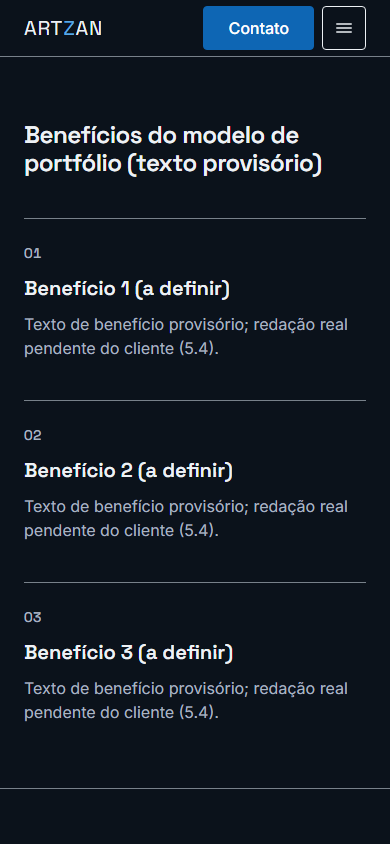 ARTZAN
Contato
Benefícios do modelo de
portfólio (texto provisório)
01
Benefício 1 (a definir)
Texto de benefício provisório; redação real
pendente do cliente (5.4).
02
Benefício 2 (a definir)
Texto de benefício provisório; redação real
pendente do cliente (5.4).
03
Benefício 3 (a definir)
Texto de benefício provisório; redação real
pendente do cliente (5.4).